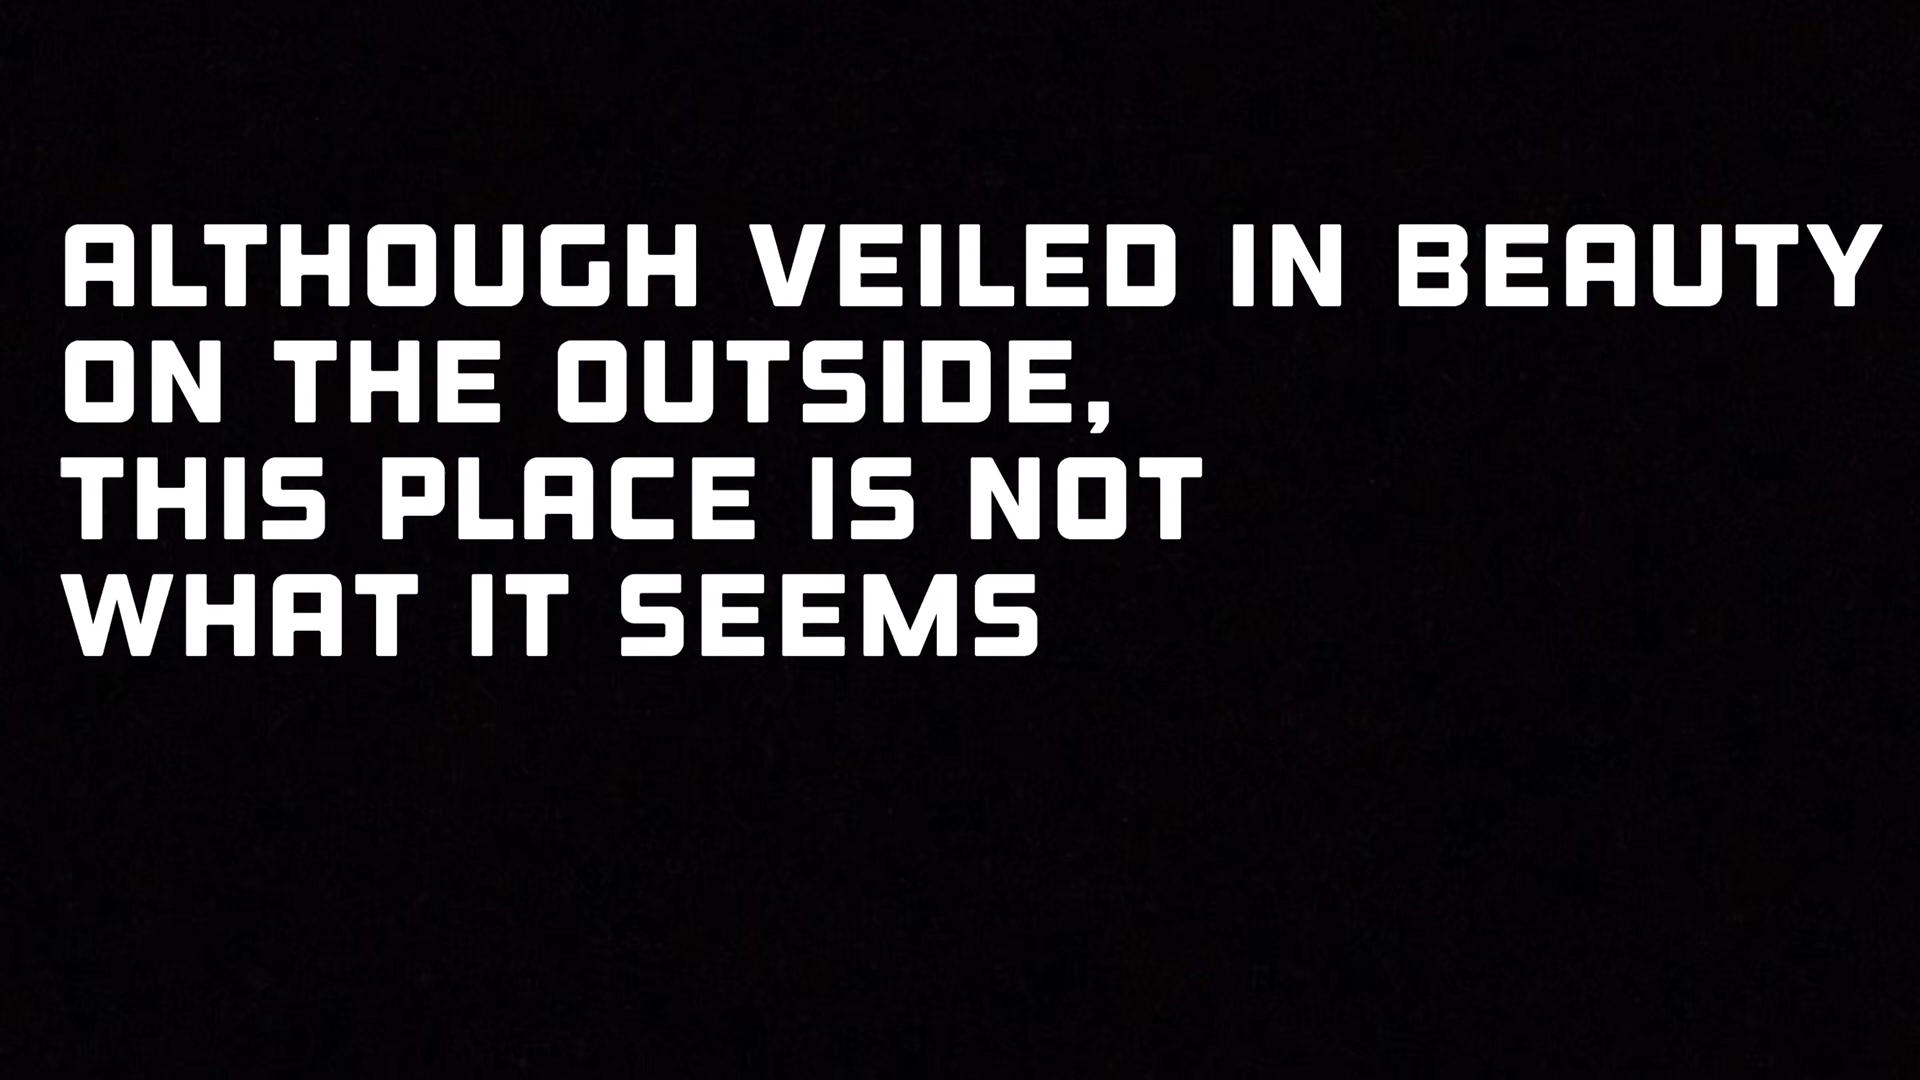 ALTHOUGH VEILED IN BEAUTY
ON THE OUTSIDE,
THIS PLACE IS NOT
WHAT IT SEEMS